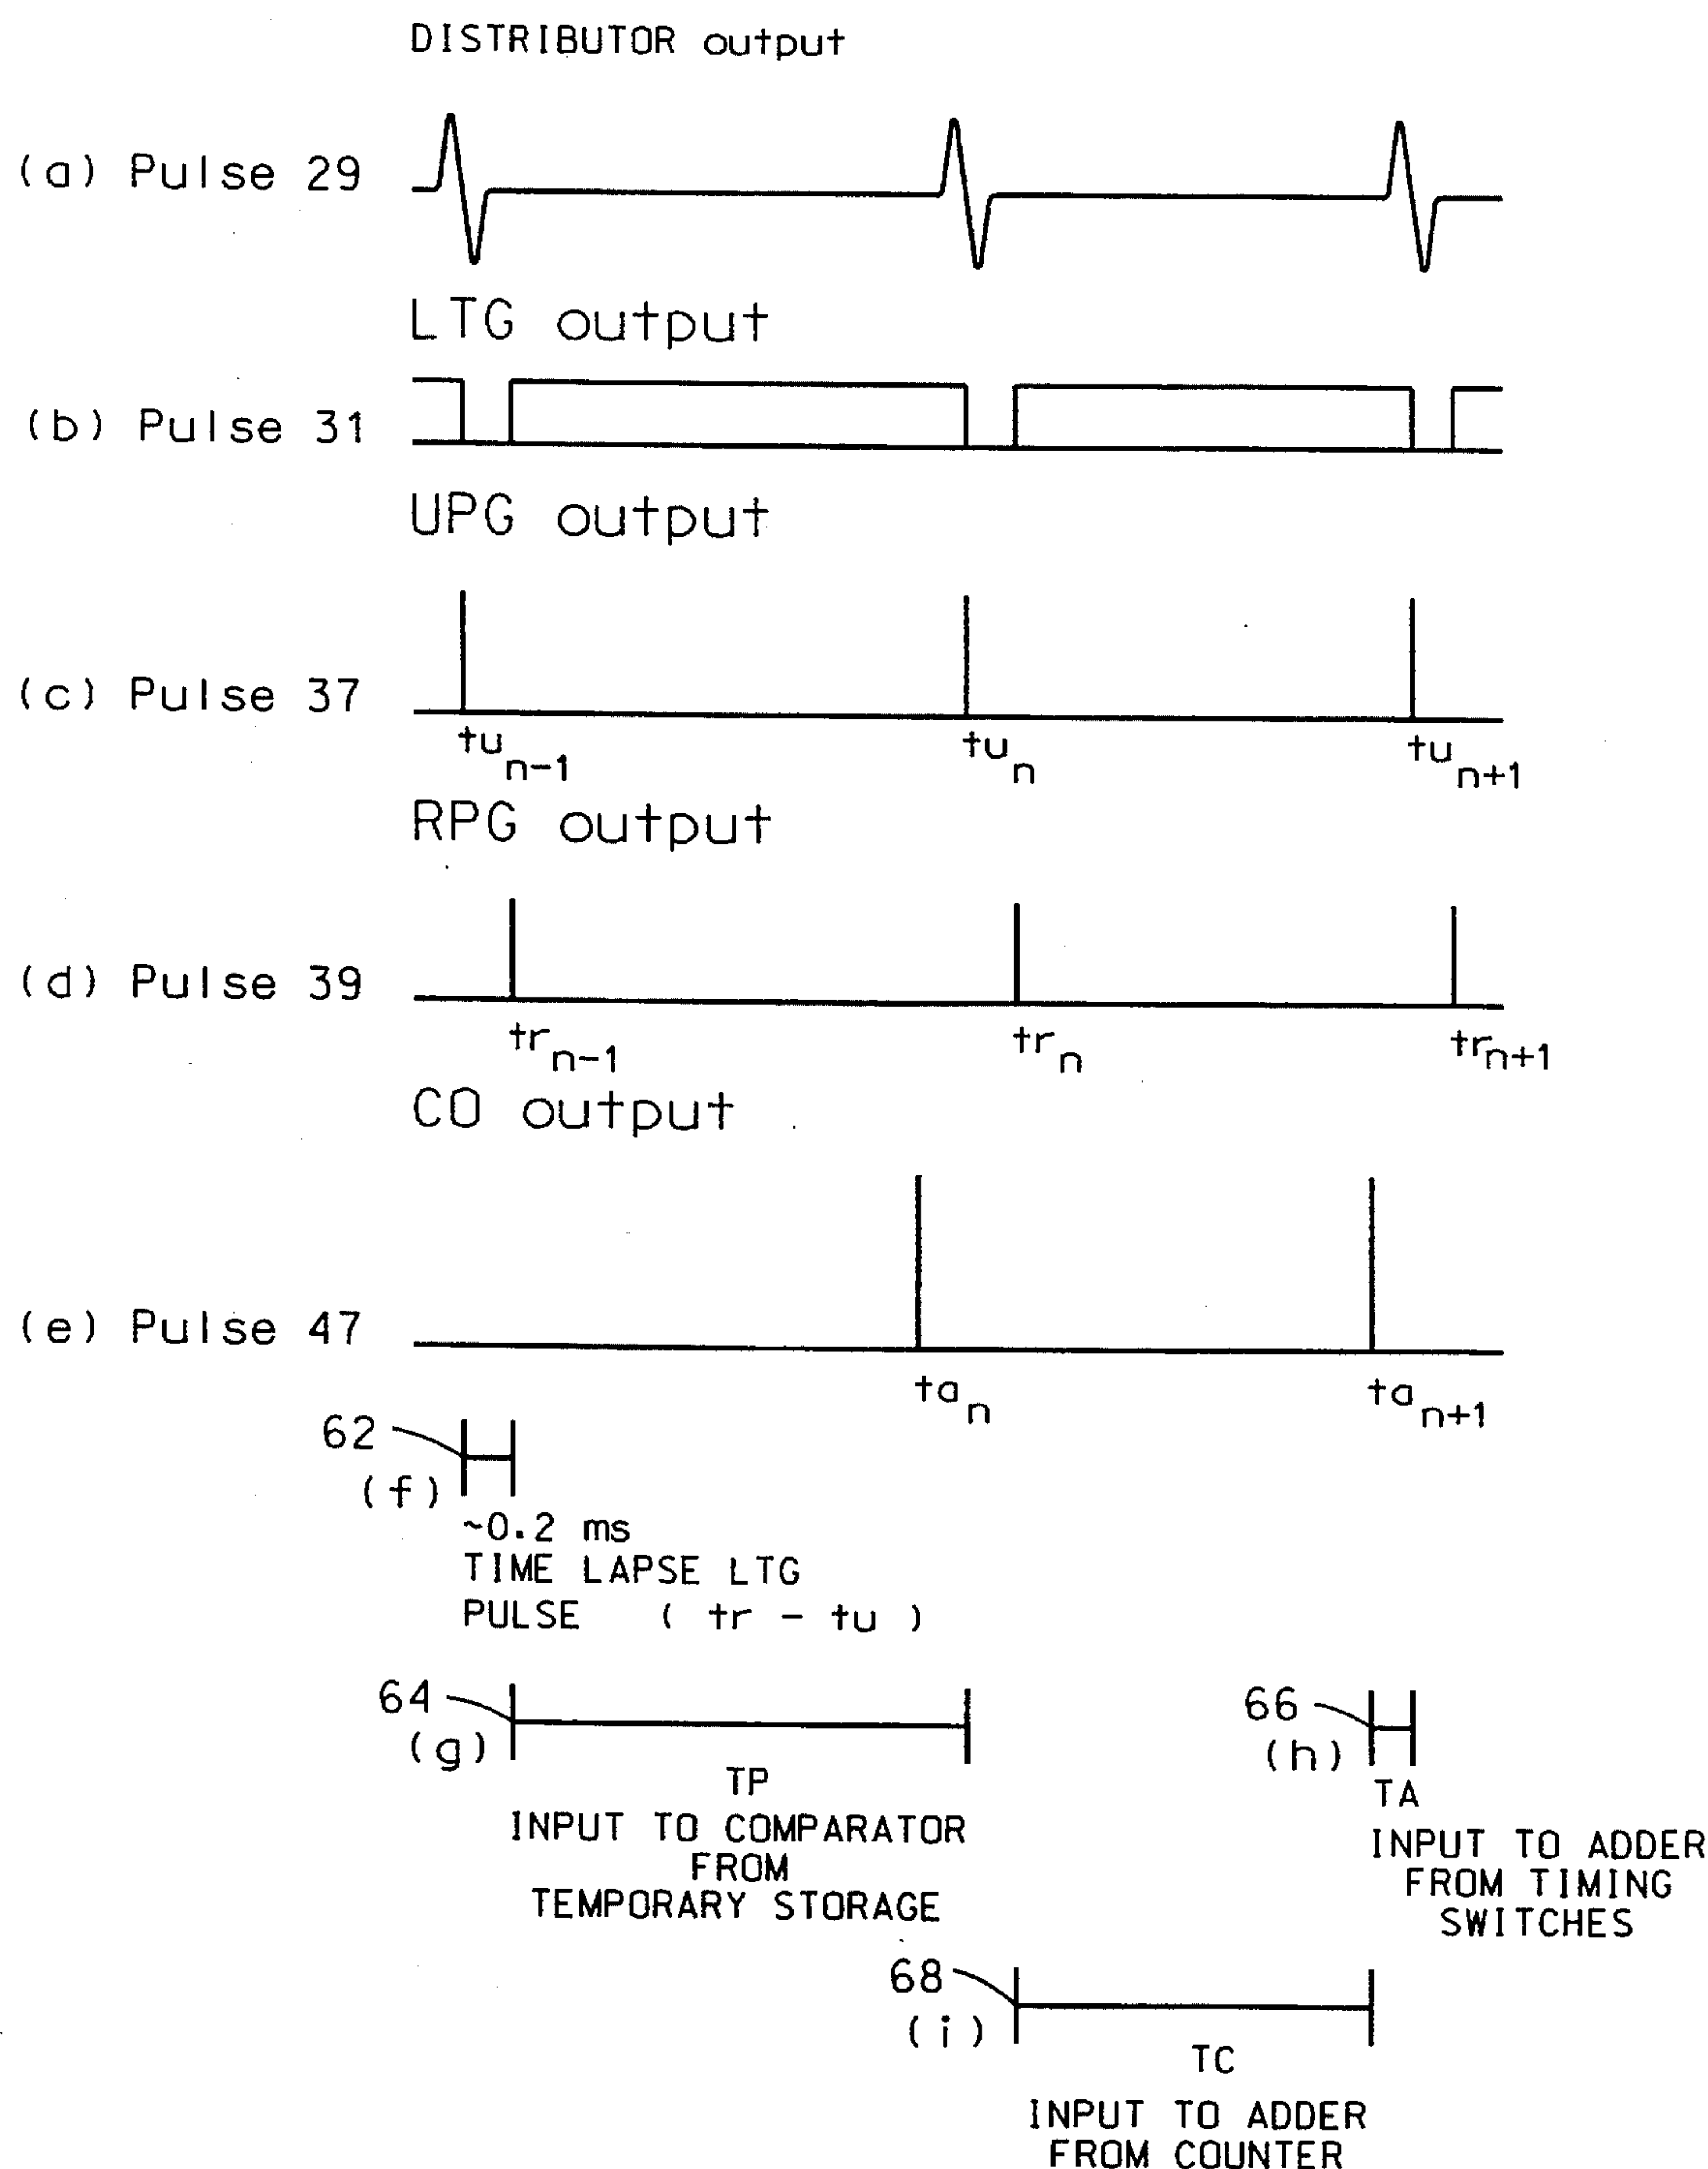 DISTRIBUTOR output
(a) Pulse 29
LTG output
(b) Pulse 31
UPG output
(c) Pulse 37
tu n-1 tu n tu n+1
RPG output
(d) Pulse 39
tr n-1 tr n tr n+1
CO output
(e) Pulse 47
ta n ta n+1
62
(f)
~0.2 ms
TIME LAPSE LTG
PULSE ( tr - tu )
64
(g)
TP
INPUT TO COMPARATOR
FROM
TEMPORARY STORAGE
66
(h)
TA
INPUT TO ADDER
FROM TIMING
SWITCHES
68
(i)
TC
INPUT TO ADDER
FROM COUNTER